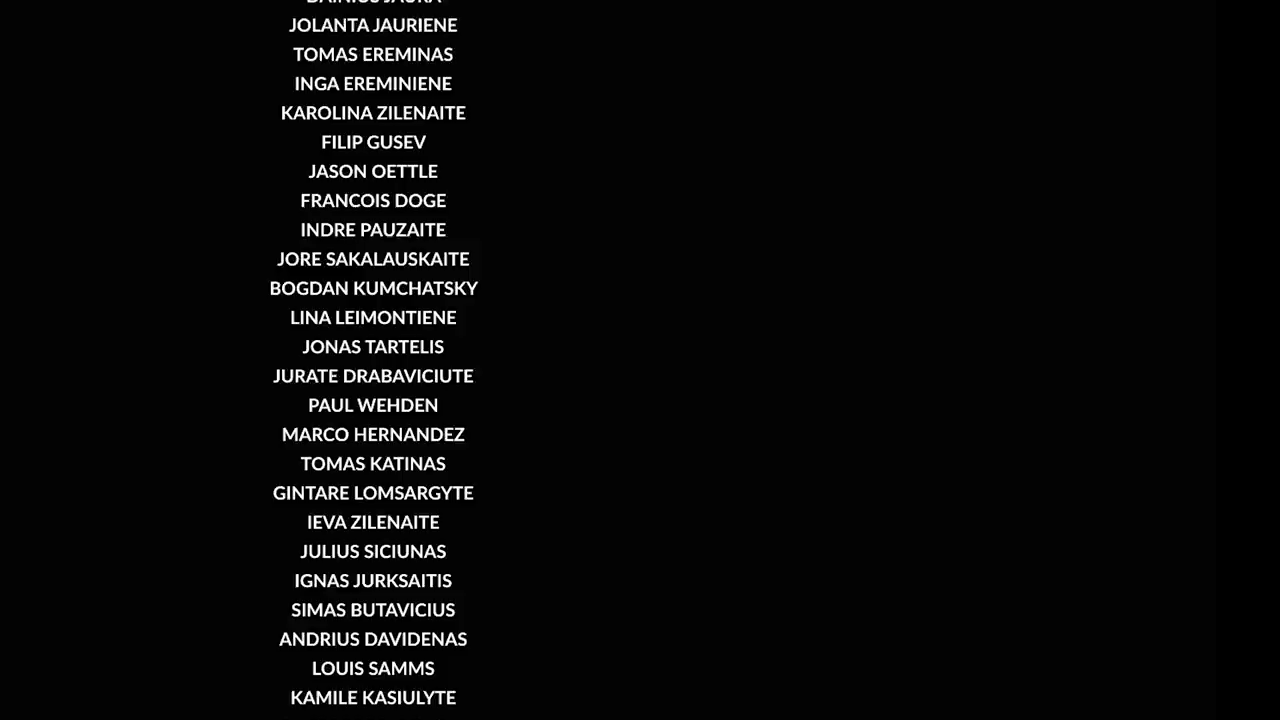 JOLANTA JAURIENE
TOMAS EREMINAS
INGA EREMINIENE
KAROLINA ZILENAITE
FILIP GUSEV
JASON OETTLE
FRANCOIS DOGE
INDRE PAUZAITE
JORE SAKALAUSKAITE
BOGDAN KUMCHATSKY
LINA LEIMONTIENE
JONAS TARTELIS
JURATE DRABAVICIUTE
PAUL WEHDEN
MARCO HERNANDEZ
TOMAS KATINAS
GINTARE LOMSARGYTE
IEVA ZILENAITE
JULIUS SICIUNAS
IGNAS JURKSAITIS
SIMAS BUTAVICIUS
ANDRIUS DAVIDENAS
LOUIS SAMMS
KAMILE KASIULYTE